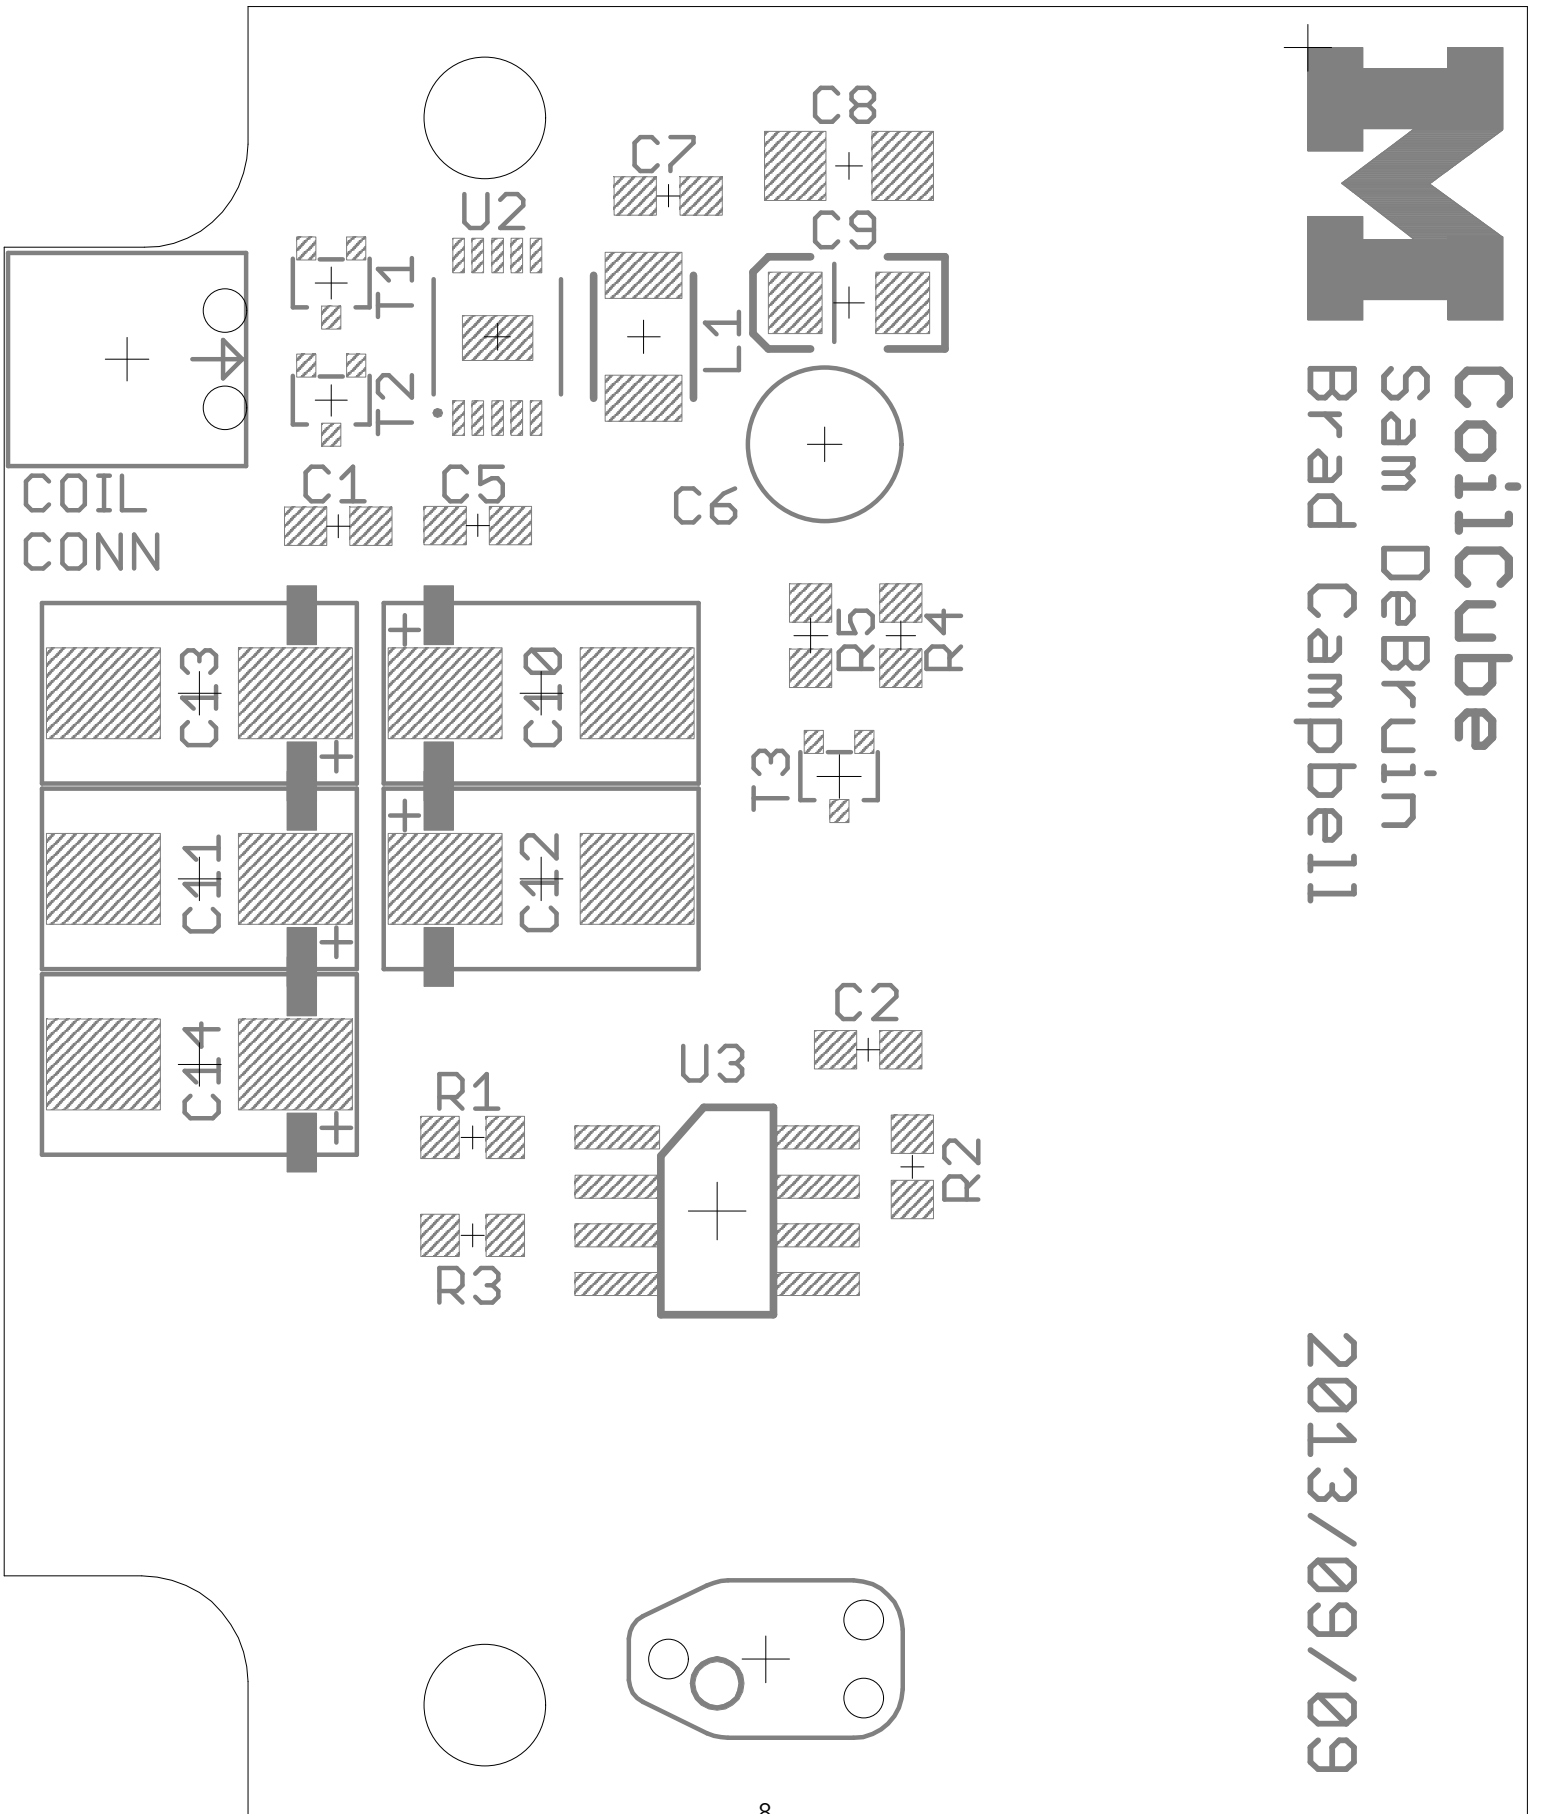 C8
C7
U2
C9
T1
L1
T2
C1
C5
C6
COIL
CONN
CoilCube
Sam DeBruin
Brad Campbell
+
+
R5
R4
C13
C10
+
T3
+
C11
C12
+
C2
C14
U3
R1
+
R2
R3
2013/09/09
8